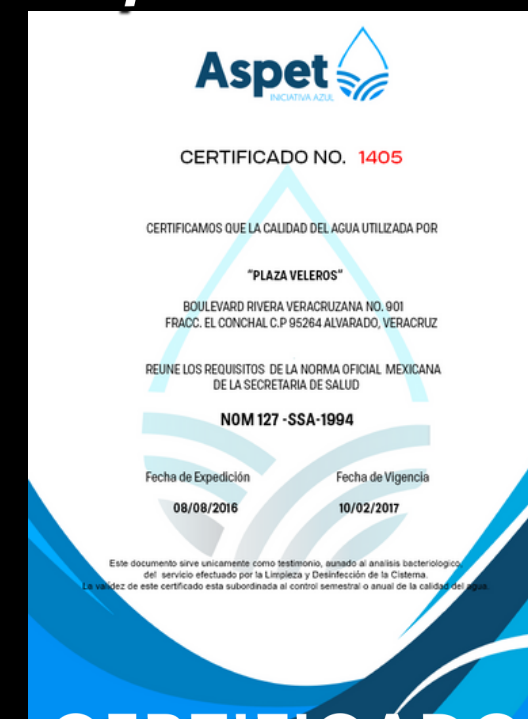 Aspet
INICIATIVA AZUL
CERTIFICADO NO. 1405
CERTIFICAMOS QUE LA CALIDAD DEL AGUA UTILIZADA POR
“PLAZA VELEROS”
BOULEVARD RIVERA VERACRUZANA NO. 901
FRACC. EL CONCHAL C.P 95264 ALVARADO, VERACRUZ
REUNE LOS REQUISITOS DE LA NORMA OFICIAL MEXICANA
DE LA SECRETARIA DE SALUD
NOM 127 -SSA-1994
Fecha de Expedición Fecha de Vigencia
08/08/2016 10/02/2017
Este documento sirve unicamente como testimonio, aunado al analisis bacteriologico,
del servicio efectuado por la Limpieza y Desinfección de la Cisterna.
La validez de este certificado esta subordinada al control semestral o anual de la calidad del agua.
CERTIFICADO